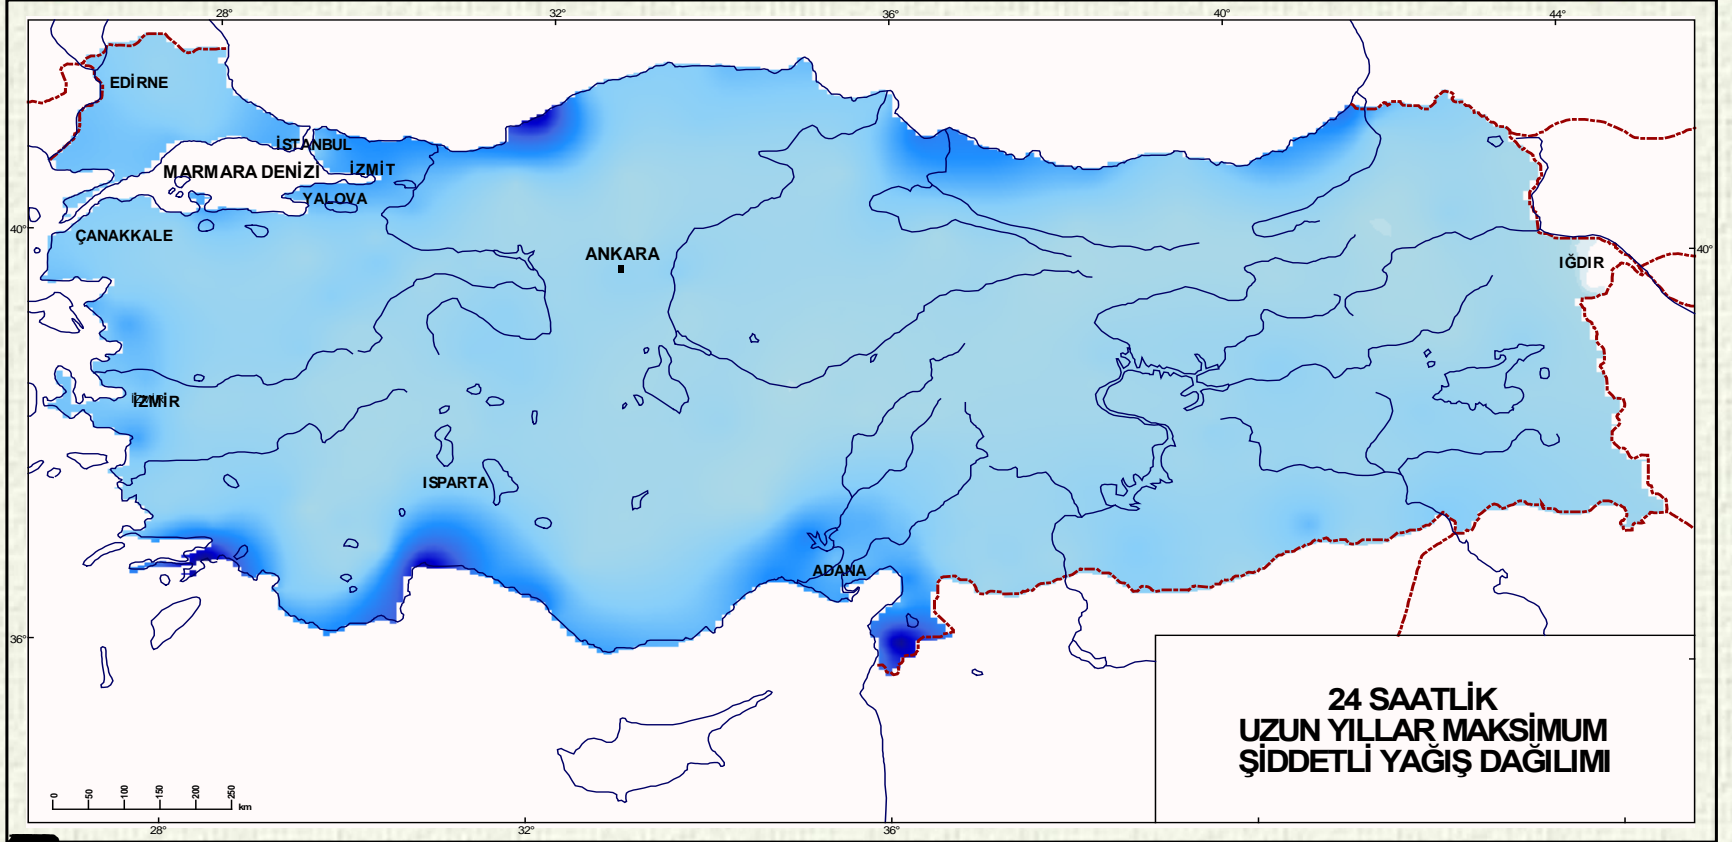 28° 32° 36° 40° 44°
EDİRNE
İSTANBUL
MARMARA DENİZİ
İZMİT
YALOVA
40°
ÇANAKKALE
ANKARA
40°
IĞDIR
İZMİR
ISPARTA
ADANA
36°
24 SAATLİK
UZUN YILLAR MAKSİMUM
ŞİDDETLİ YAĞIŞ DAĞILIMI
0 50 100 150 200 250 km
28° 32° 36°